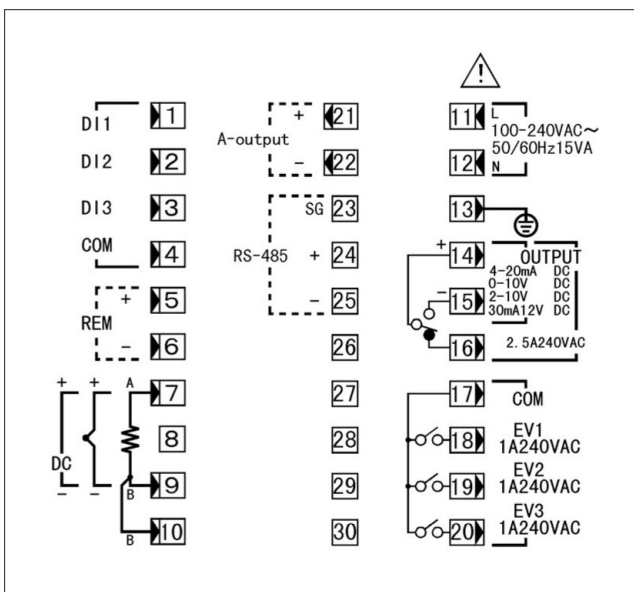 DI1 1
DI2 2
DI3 3
COM 4
REM + 5
− 6
+ + A 7
8
DC
− − B 9
B 10
A-output + 21
− 22
SG 23
RS-485 + 24
− 25
26
27
28
29
30
!
11 L
100-240VAC~
50/60Hz15VA
12 N
13
+ 14 OUTPUT
4-20mA DC
0-10V DC
− 15 2-10V DC
30mA12V DC
16 2.5A240VAC
17 COM
18 EV1
1A240VAC
19 EV2
1A240VAC
20 EV3
1A240VAC